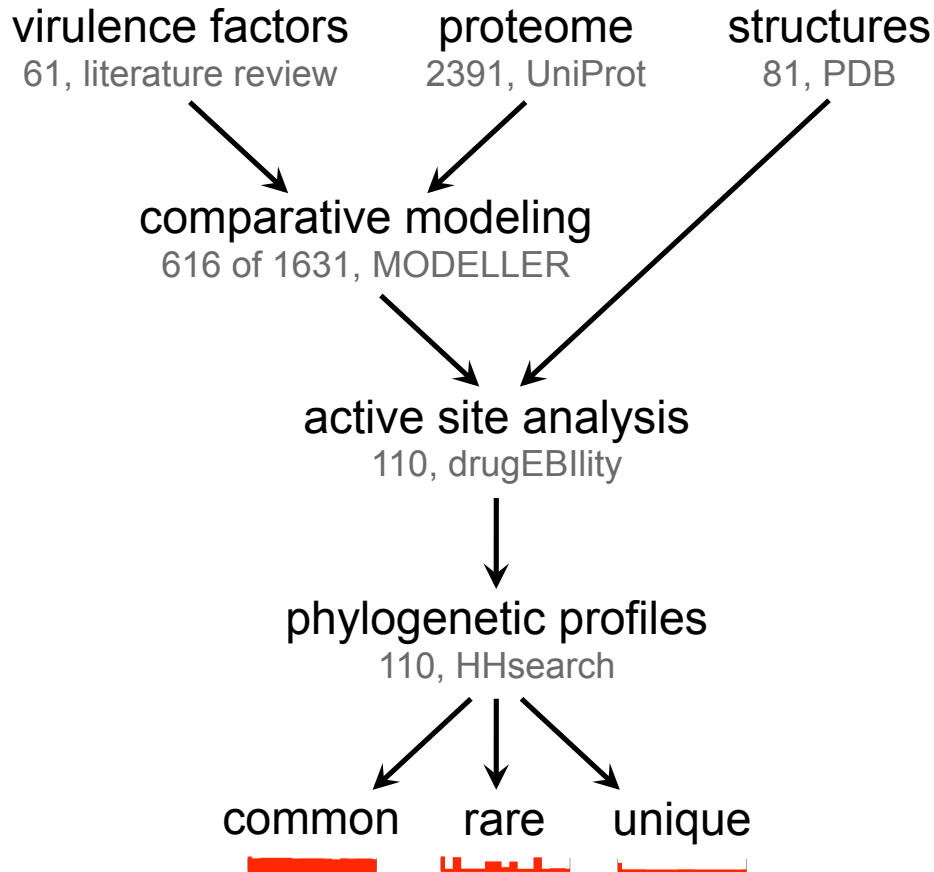 virulence factors
61, literature review
proteome
2391, UniProt
structures
81, PDB
comparative modeling
616 of 1631, MODELLER
active site analysis
110, drugEBIlity
phylogenetic profiles
110, HHsearch
common
rare
unique